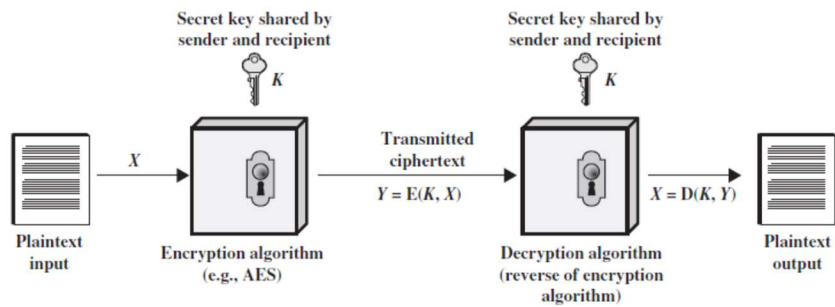 Secret key shared by
sender and recipient
K
Secret key shared by
sender and recipient
K
X
Transmitted
ciphertext
Y = E(K, X)
X = D(K, Y)
Plaintext
input
Encryption algorithm
(e.g., AES)
Decryption algorithm
(reverse of encryption
algorithm)
Plaintext
output